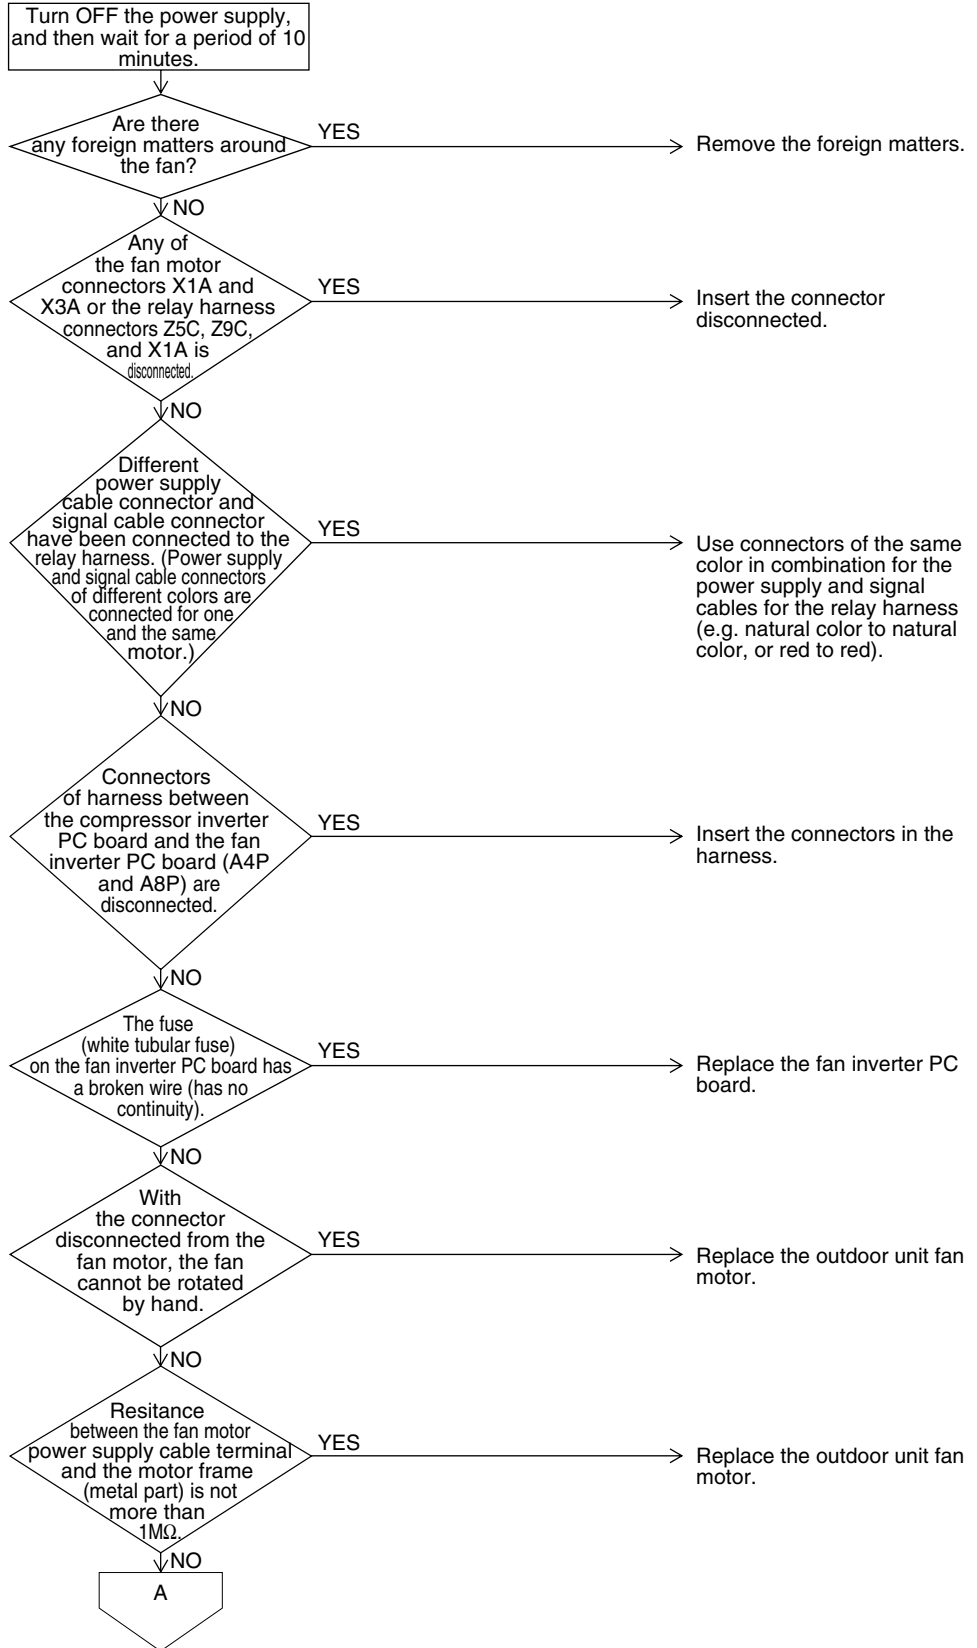 Turn OFF the power supply,
and then wait for a period of 10
minutes.
Are there
any foreign matters around
the fan?
YES
Remove the foreign matters.
NO
Any of
the fan motor
connectors X1A and
X3A or the relay harness
connectors Z5C, Z9C,
and X1A is
disconnected.
YES
Insert the connector
disconnected.
NO
Different
power supply
cable connector and
signal cable connector
have been connected to the
relay harness. (Power supply
and signal cable connectors
of different colors are
connected for one
and the same
motor.)
YES
Use connectors of the same
color in combination for the
power supply and signal
cables for the relay harness
(e.g. natural color to natural
color, or red to red).
NO
Connectors
of harness between
the compressor inverter
PC board and the fan
inverter PC board (A4P
and A8P) are
disconnected.
YES
Insert the connectors in the
harness.
NO
The fuse
(white tubular fuse)
on the fan inverter PC board has
a broken wire (has no
continuity).
YES
Replace the fan inverter PC
board.
NO
With
the connector
disconnected from the
fan motor, the fan
cannot be rotated
by hand.
YES
Replace the outdoor unit fan
motor.
NO
Resitance
between the fan motor
power supply cable terminal
and the motor frame
(metal part) is not
more than
1MΩ.
YES
Replace the outdoor unit fan
motor.
NO
A